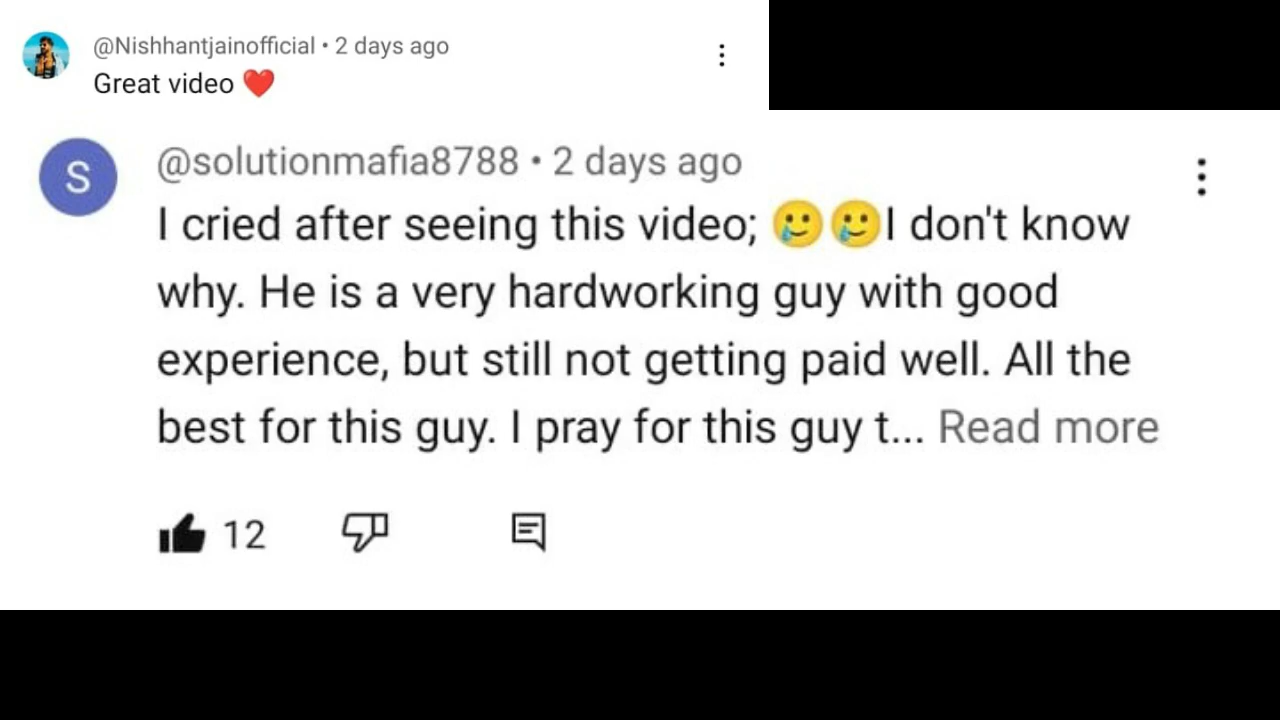 @Nishhantjainofficial • 2 days ago
Great video ❤️
S
@solutionmafia8788 • 2 days ago
I cried after seeing this video; 🥲🥲I don't know
why. He is a very hardworking guy with good
experience, but still not getting paid well. All the
best for this guy. I pray for this guy t... Read more
12